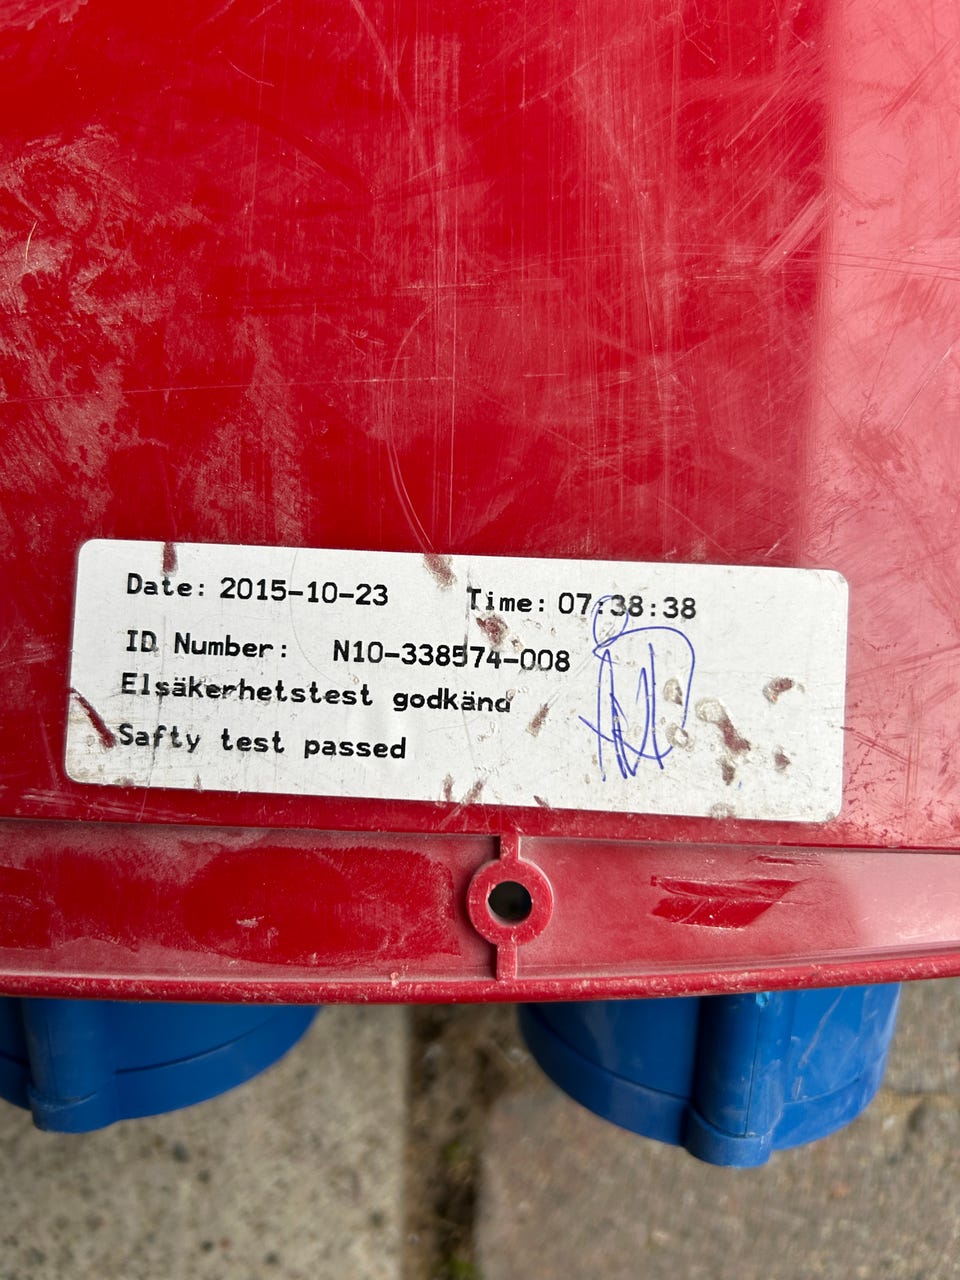 Date: 2015-10-23 Time: 07:38:38
ID Number: N10-338574-008
Elsäkerhetstest godkänd
Safty test passed